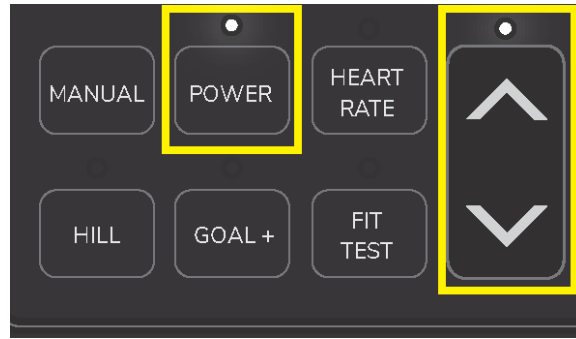 MANUAL
POWER
HEART
RATE
HILL
GOAL +
FIT
TEST